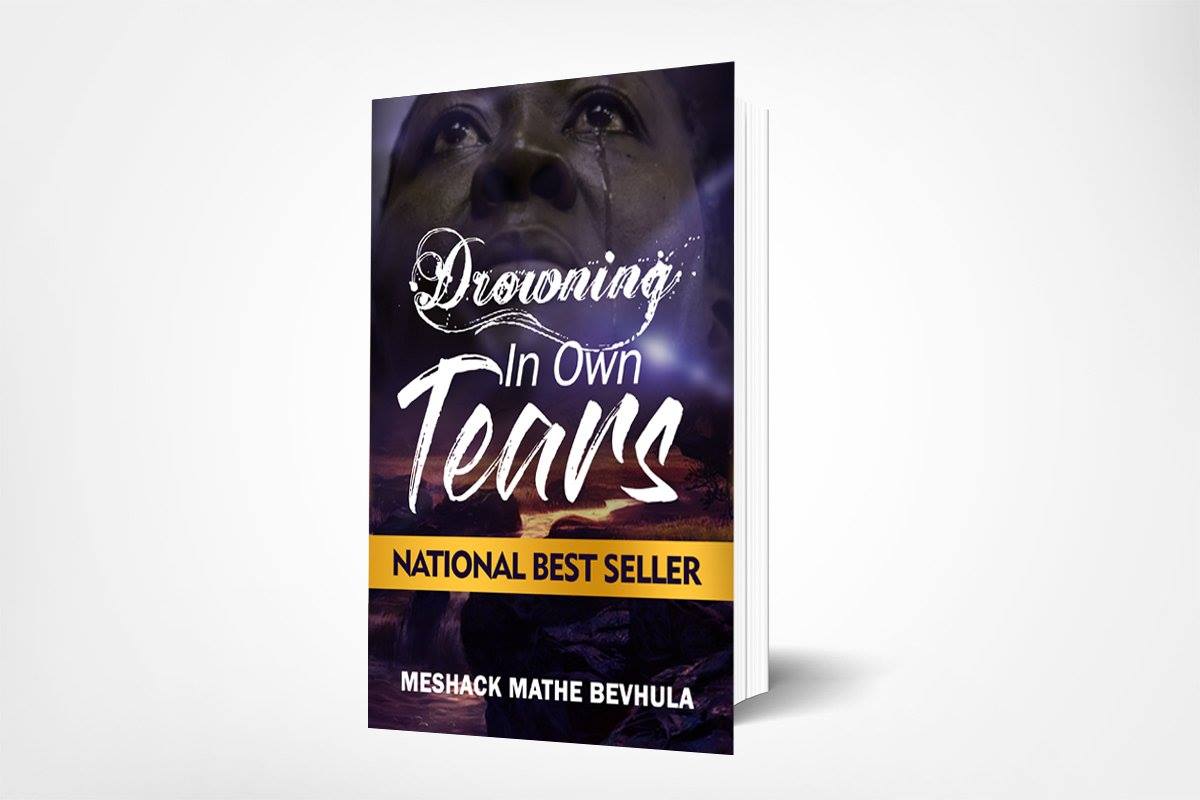 Drowning
In Own
Tears
NATIONAL BEST SELLER
MESHACK MATHE BEVHULA